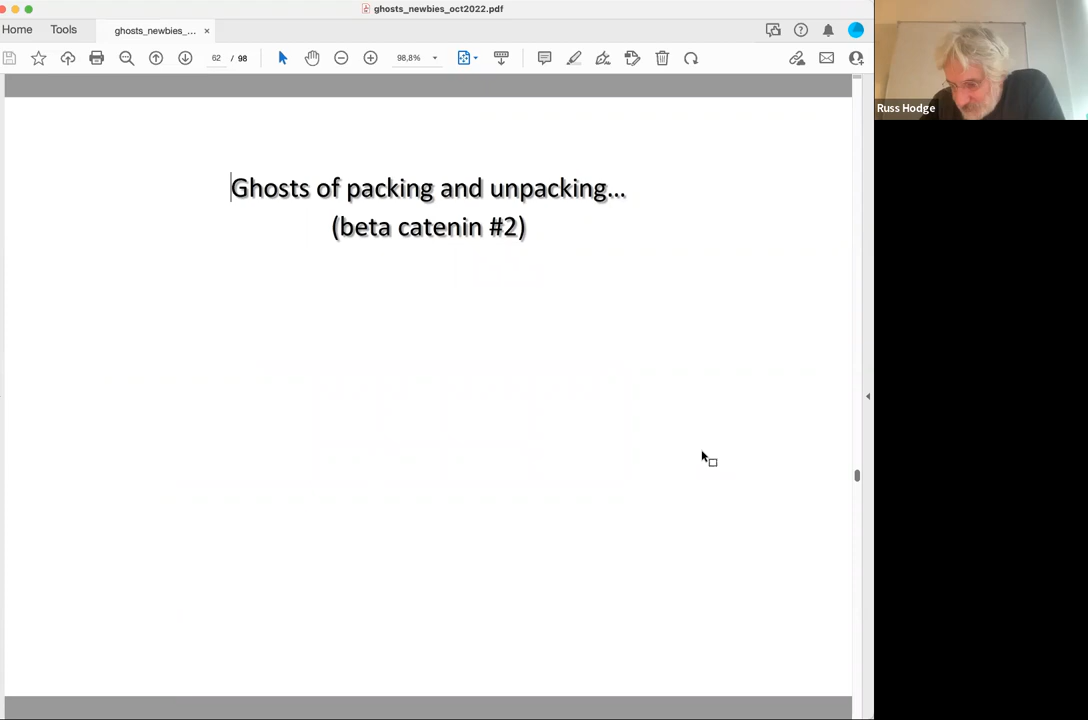 ghosts_newbies_oct2022.pdf
Home
Tools
ghosts_newbies_...
62 / 98
98,8%
Russ Hodge
Ghosts of packing and unpacking...
(beta catenin #2)